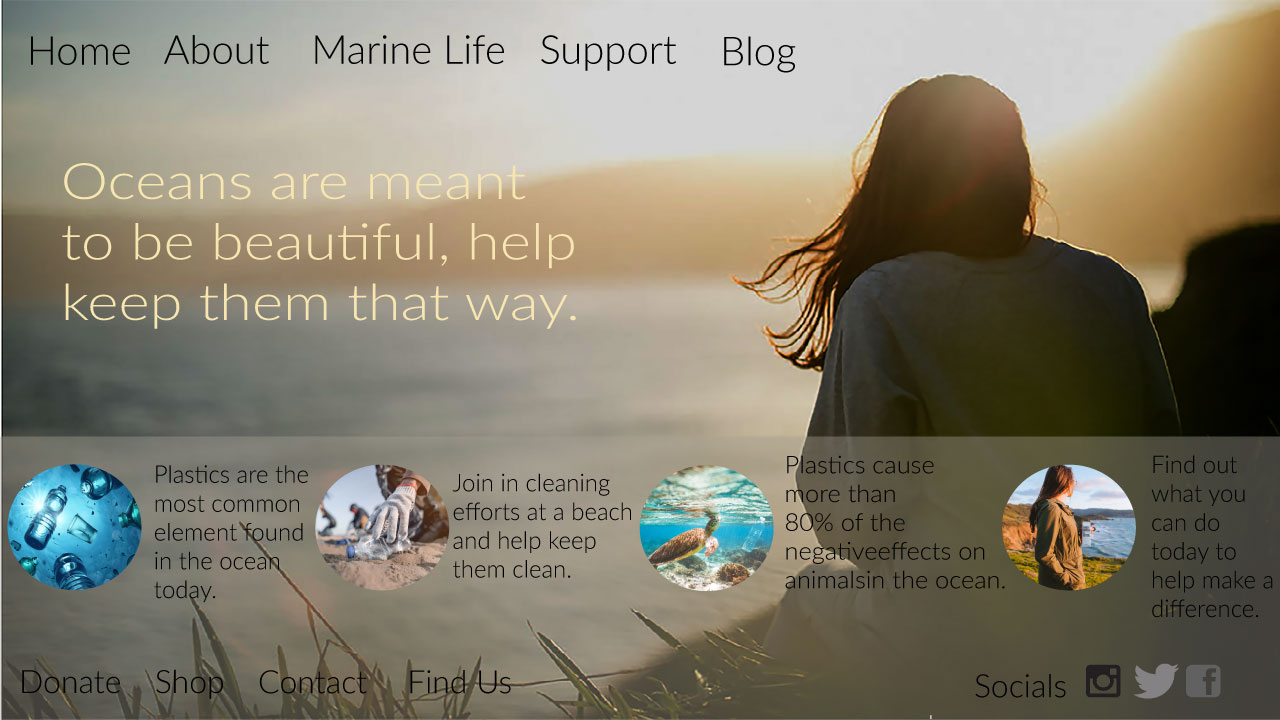 Home About Marine Life Support Blog
Oceans are meant
to be beautiful, help
keep them that way.
Plastics are the
most common
element found
in the ocean
today.
Join in cleaning
efforts at a beach
and help keep
them clean.
Plastics cause
more than
80% of the
negativeeffects on
animalsin the ocean.
Find out
what you
can do
today to
help make a
difference.
Donate Shop Contact Find Us Socials